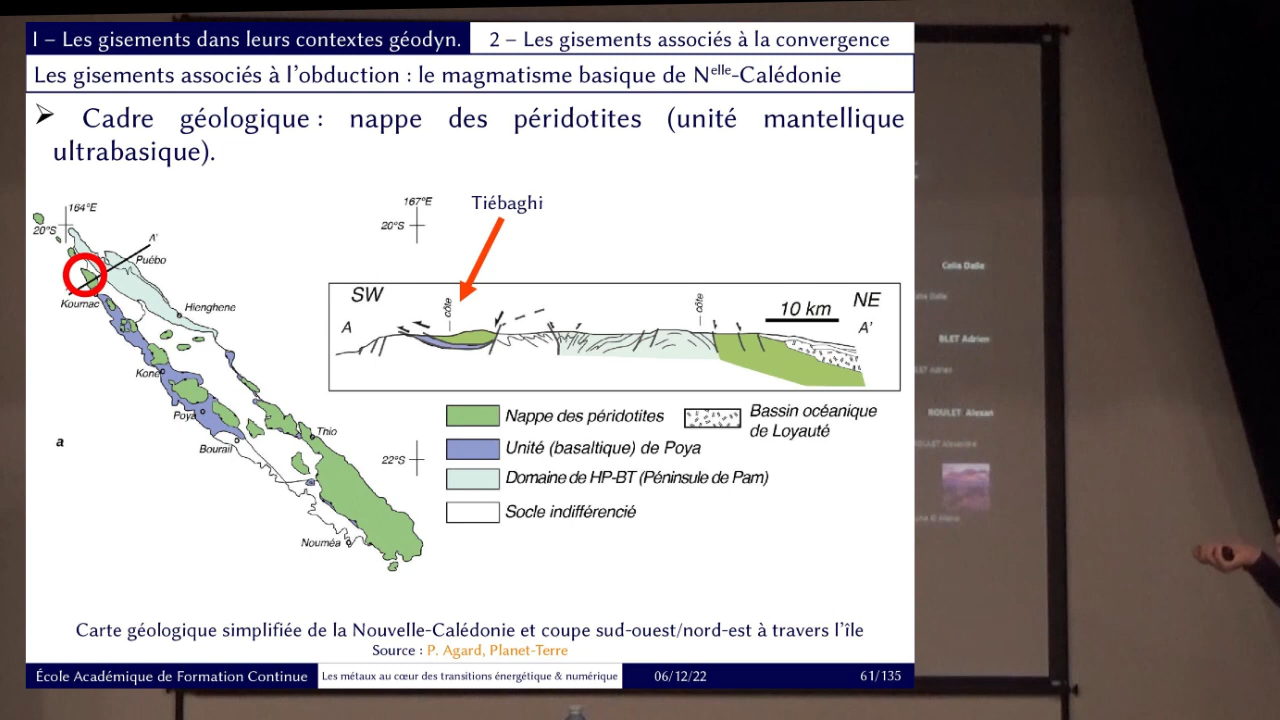 I – Les gisements dans leurs contextes géodyn.
2 – Les gisements associés à la convergence
Les gisements associés à l'obduction : le magmatisme basique de Nelle-Calédonie
➢ Cadre géologique : nappe des péridotites (unité mantellique
ultrabasique).
164°E
20°S
A'
Puébo
Koumac
Hienghene
Koné
Poya
Bourail
Thio
Nouméa
a
167°E
20°S
22°S
Tiébaghi
SW
NE
A
A'
côte
côte
10 km
Nappe des péridotites
Bassin océanique
de Loyauté
Unité (basaltique) de Poya
Domaine de HP-BT (Péninsule de Pam)
Socle indifférencié
Carte géologique simplifiée de la Nouvelle-Calédonie et coupe sud-ouest/nord-est à travers l'île
Source : P. Agard, Planet-Terre
École Académique de Formation Continue
Les métaux au cœur des transitions énergétique & numérique
06/12/22
61/135
Celia Dalle
BLET Adrien
ROULET Alexan